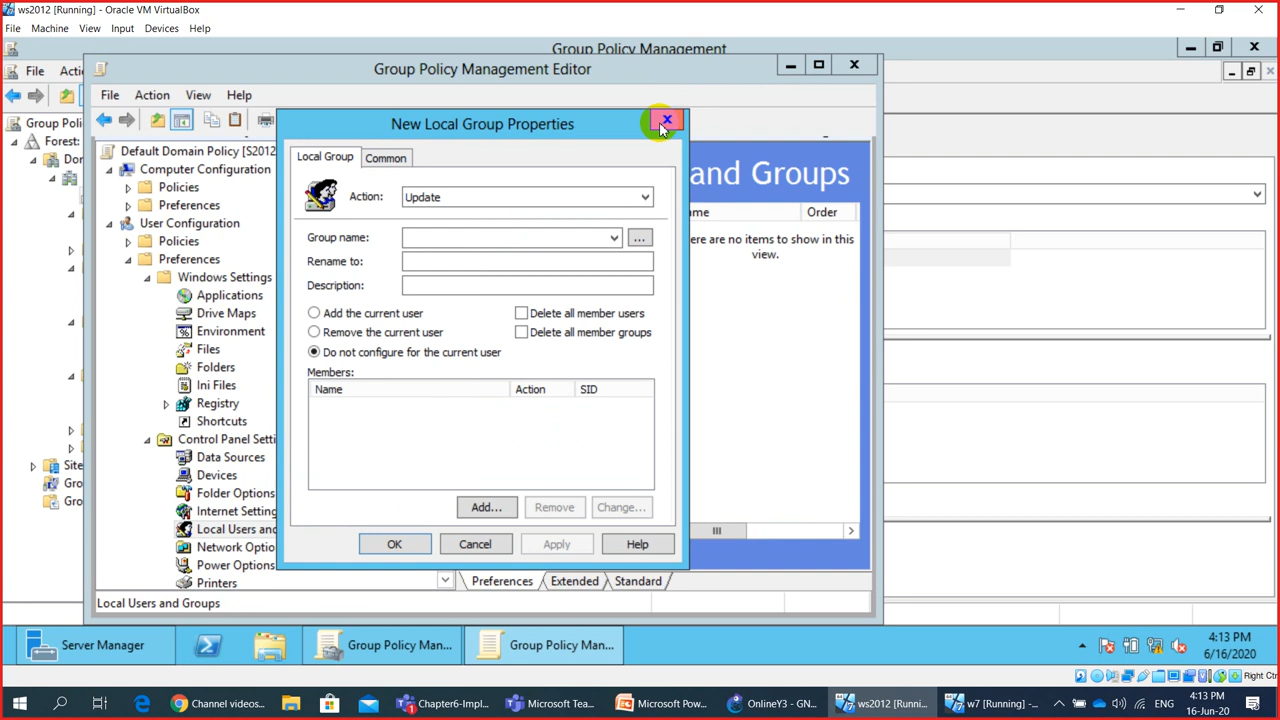 ws2012 [Running] - Oracle VM VirtualBox
File Machine View Input Devices Help
Group Policy Management
File
Group Policy Management Editor
File Action View Help
New Local Group Properties
Group Poli
Forest:
Dor
Site
Gro
Gro
Default Domain Policy [S2012
Computer Configuration
Policies
Preferences
User Configuration
Policies
Preferences
Windows Settings
Applications
Drive Maps
Environment
Files
Folders
Ini Files
Registry
Shortcuts
Control Panel Setti
Data Sources
Devices
Folder Options
Internet Setting
Local Users and
Network Optio
Power Options
Printers
Local Group Common
Action: Update
Group name: ...
Rename to:
Description:
Add the current user
Remove the current user
Do not configure for the current user
Delete all member users
Delete all member groups
Members:
Name Action SID
Add... Remove Change...
OK Cancel Apply Help
and Groups
me Order
ere are no items to show in this
view.
Preferences Extended Standard
Local Users and Groups
Server Manager Group Policy Man... Group Policy Man...
4:13 PM
6/16/2020
Right Ctr
Channel videos... Chapter6-Impl... Microsoft Tea... Microsoft Pow... OnlineY3 - GN... ws2012 [Runni... w7 [Running] -...
ENG
4:13 PM
16-Jun-20